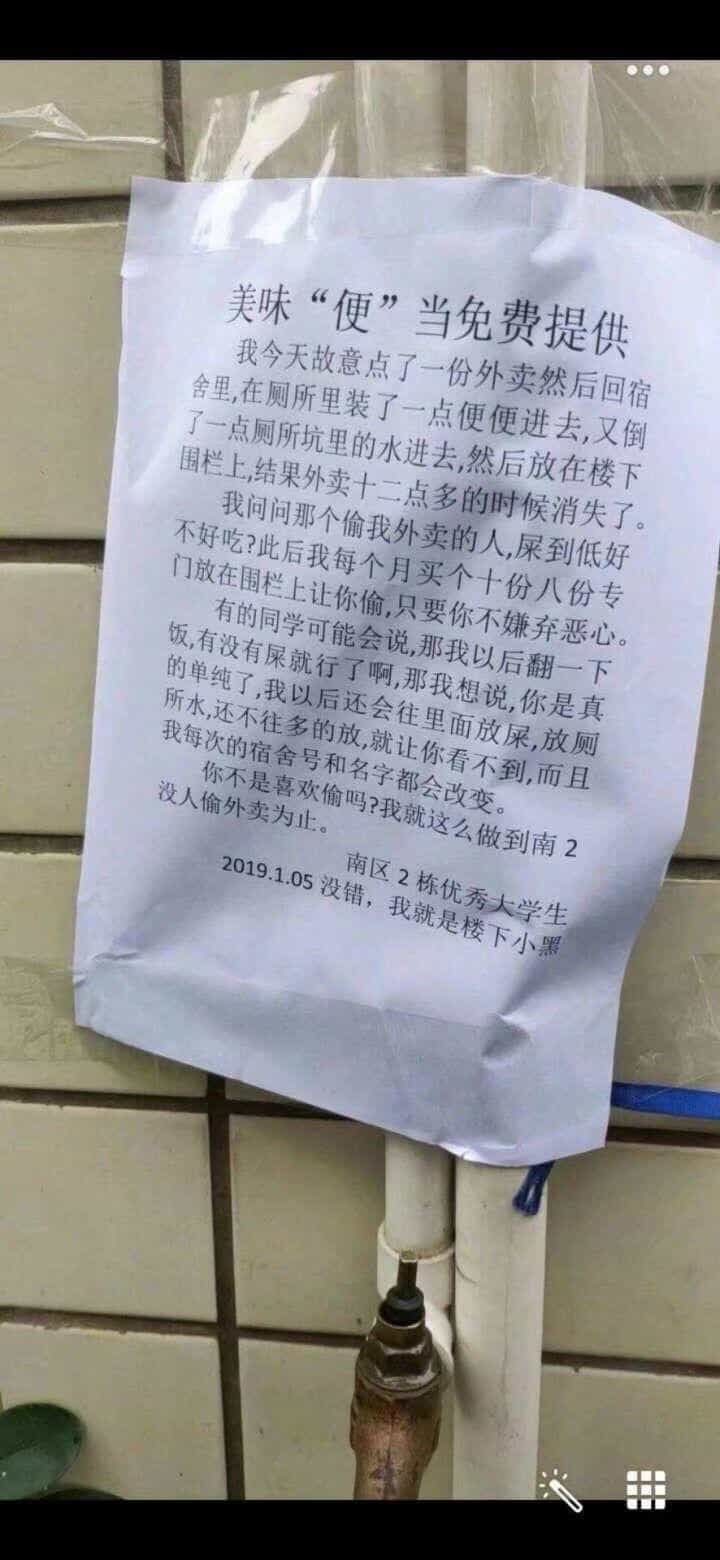 美味“便”当免费提供
我今天故意点了一份外卖然后回宿
舍里,在厕所里装了一点便便进去,又倒
了一点厕所坑里的水进去,然后放在楼下
围栏上,结果外卖十二点多的时候消失了。
我问问那个偷我外卖的人,屎到低好
不好吃?此后我每个月买个十份八份专
门放在围栏上让你偷,只要你不嫌弃恶心。
有的同学可能会说,那我以后翻一下
饭,有没有屎就行了啊,那我想说,你是真
的单纯了,我以后还会往里面放屎,放厕
所水,还不往多的放,就让你看不到,而且
我每次的宿舍号和名字都会改变。
你不是喜欢偷吗?我就这么做到南 2
没人偷外卖为止。
南区 2 栋优秀大学生
2019.1.05 没错，我就是楼下小黑